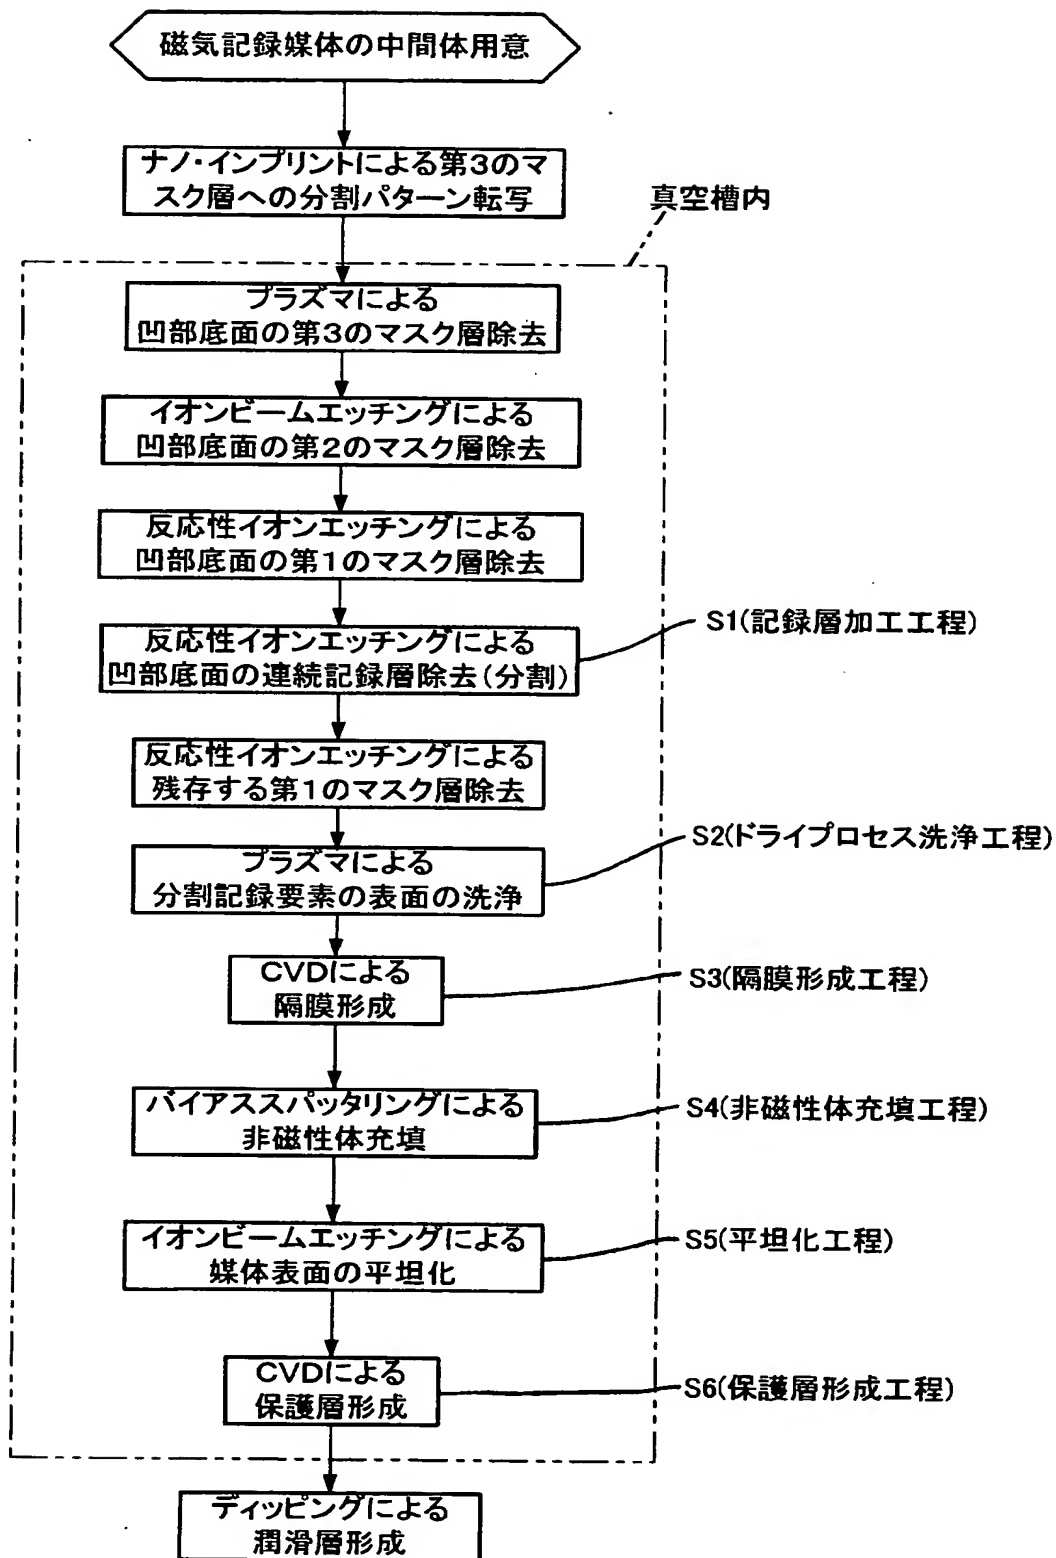 磁気記録媒体の中間体用意
ナノ・インプリントによる第3のマ
スク層への分割パターン転写
真空槽内
プラズマによる
凹部底面の第3のマスク層除去
イオンビームエッチングによる
凹部底面の第2のマスク層除去
反応性イオンエッチングによる
凹部底面の第1のマスク層除去
反応性イオンエッチングによる
凹部底面の連続記録層除去(分割)
S1(記録層加工工程)
反応性イオンエッチングによる
残存する第1のマスク層除去
プラズマによる
分割記録要素の表面の洗浄
S2(ドライプロセス洗浄工程)
CVDによる
隔膜形成
S3(隔膜形成工程)
バイアススパッタリングによる
非磁性体充填
S4(非磁性体充填工程)
イオンビームエッチングによる
媒体表面の平坦化
S5(平坦化工程)
CVDによる
保護層形成
S6(保護層形成工程)
ディッピングによる
潤滑層形成